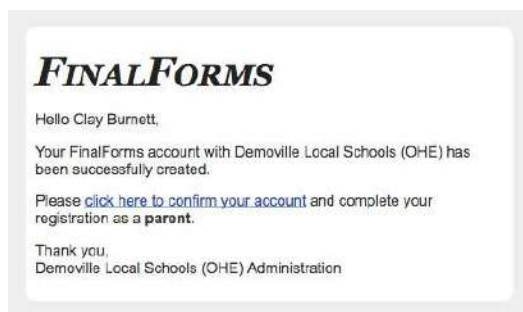 FINALFORMS
Hello Clay Burnett,
Your FinalForms account with Demoville Local Schools (OHE) has
been successfully created.
Please click here to confirm your account and complete your
registration as a parent.
Thank you,
Demoville Local Schools (OHE) Administration